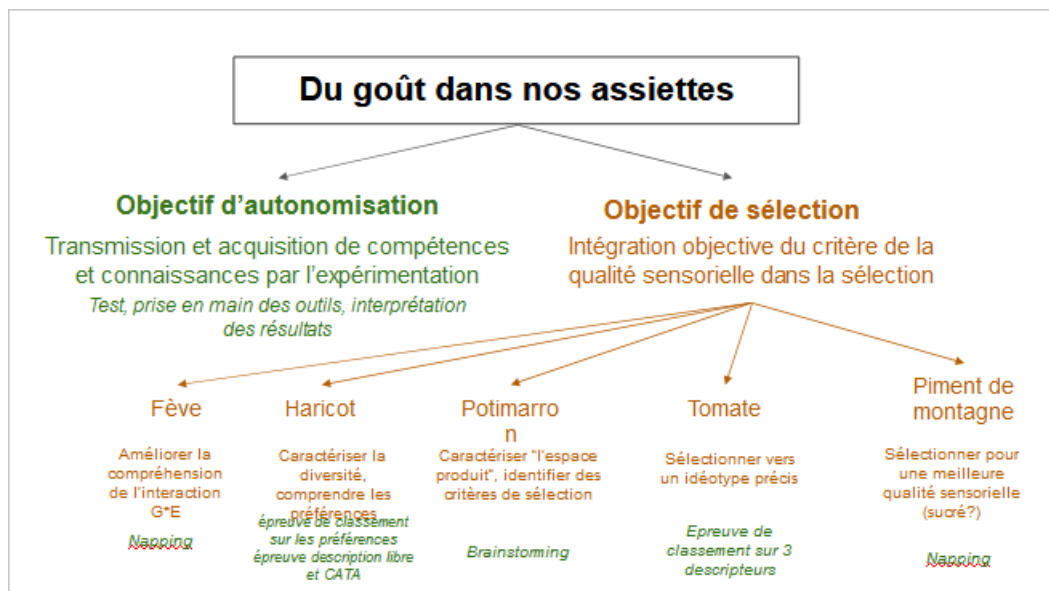 Du goût dans nos assiettes
Objectif d'autonomisation
Transmission et acquisition de compétences
et connaissances par l'expérimentation
Test, prise en main des outils, interprétation
des résultats
Objectif de sélection
Intégration objective du critère de la
qualité sensorielle dans la sélection
Fève
Améliorer la
compréhension
de l'interaction
G*E
Napping
Haricot
Caractériser la
diversité,
comprendre les
préférences
épreuve de classement
sur les préférences
épreuve description libre
et CATA
Potimarro
n
Caractériser "l'espace
produit", identifier des
critères de sélection
Brainstorming
Tomate
Sélectionner vers
un idéotype précis
Epreuve de
classement sur 3
descripteurs
Piment de
montagne
Sélectionner pour
une meilleure
qualité sensorielle
(sucré?)
Napping